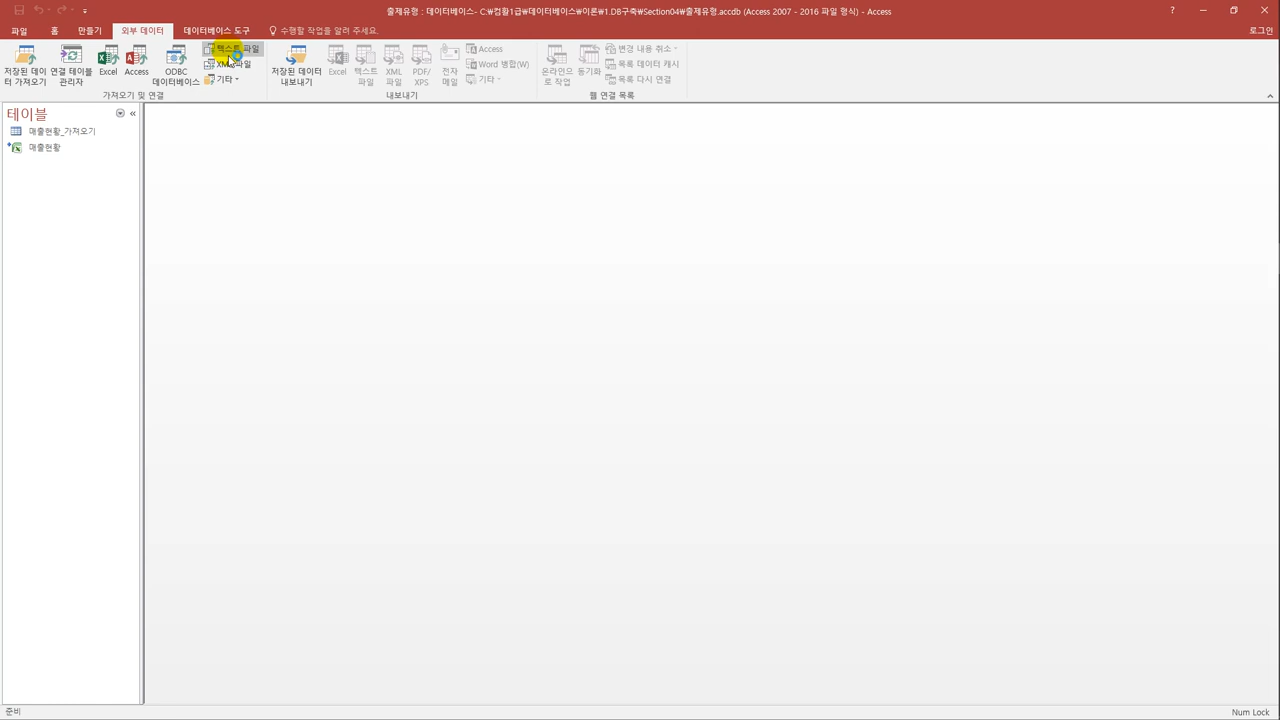 출제유형 : 데이터베이스- C:₩컴활1급₩데이터베이스₩이론₩1.DB구축₩Section04₩출제유형.accdb (Access 2007 - 2016 파일 형식) - Access
파일 홈 만들기 외부 데이터 데이터베이스 도구 수행할 작업을 알려 주세요. 로그인
저장된 데이터 가져오기
연결 테이블 관리자
Excel
Access
ODBC 데이터베이스
텍스트 파일
XML 파일
기타
가져오기 및 연결
저장된 데이터 내보내기
Excel
텍스트 파일
XML 파일
PDF/XPS
전자 메일
Access
Word 병합(W)
기타
내보내기
온라인으로 작업
동기화
변경 내용 취소
목록 데이터 캐시
목록 다시 연결
웹 연결 목록
테이블
매출현황_가져오기
매출현황
준비
Num Lock